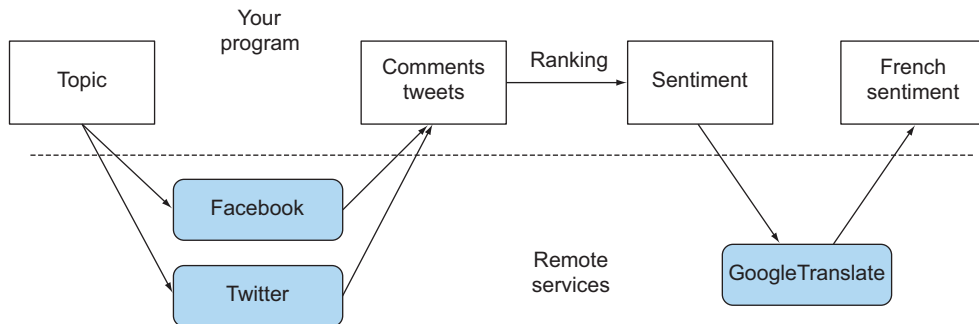 Your
program
Topic
Comments
tweets
Ranking
Sentiment
French
sentiment
Facebook
Twitter
Remote
services
GoogleTranslate